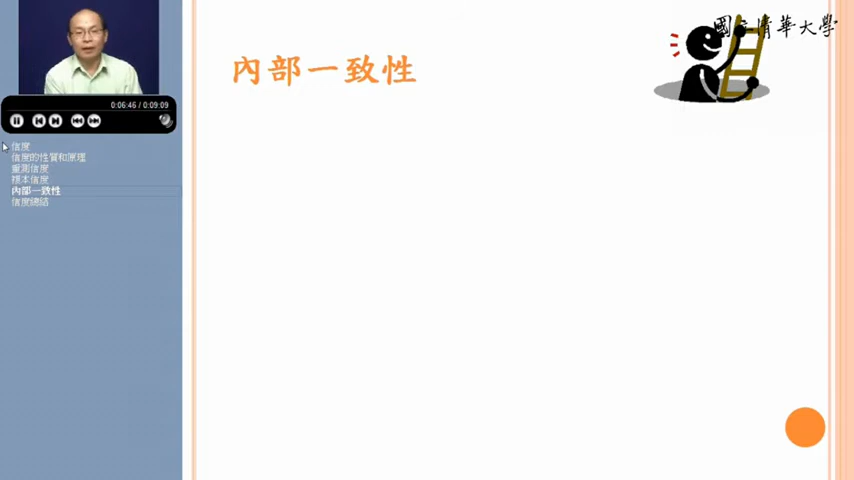 國立清華大學
內部一致性
0:06:46 / 0:09:09
信度
信度的性質和原理
重測信度
複本信度
內部一致性
信度總結